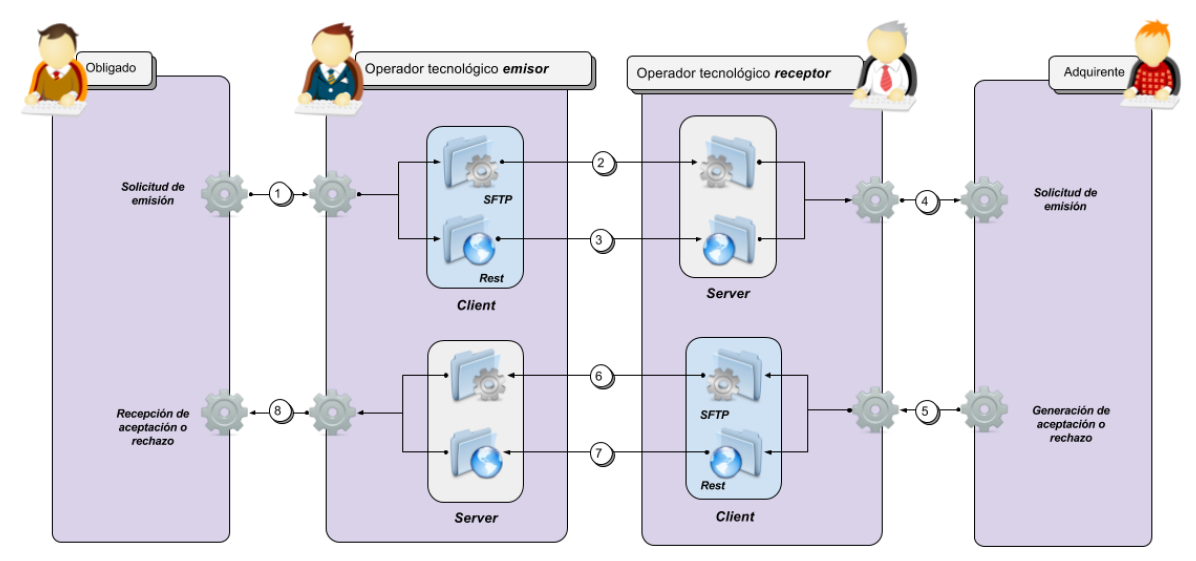 Obligado
Operador tecnológico emisor
Operador tecnológico receptor
Adquirente
Solicitud de
emisión
1
SFTP
Rest
Client
2
3
Server
4
Solicitud de
emisión
Recepción de
aceptación o
rechazo
8
Server
6
7
SFTP
Rest
Client
5
Generación de
aceptación o
rechazo